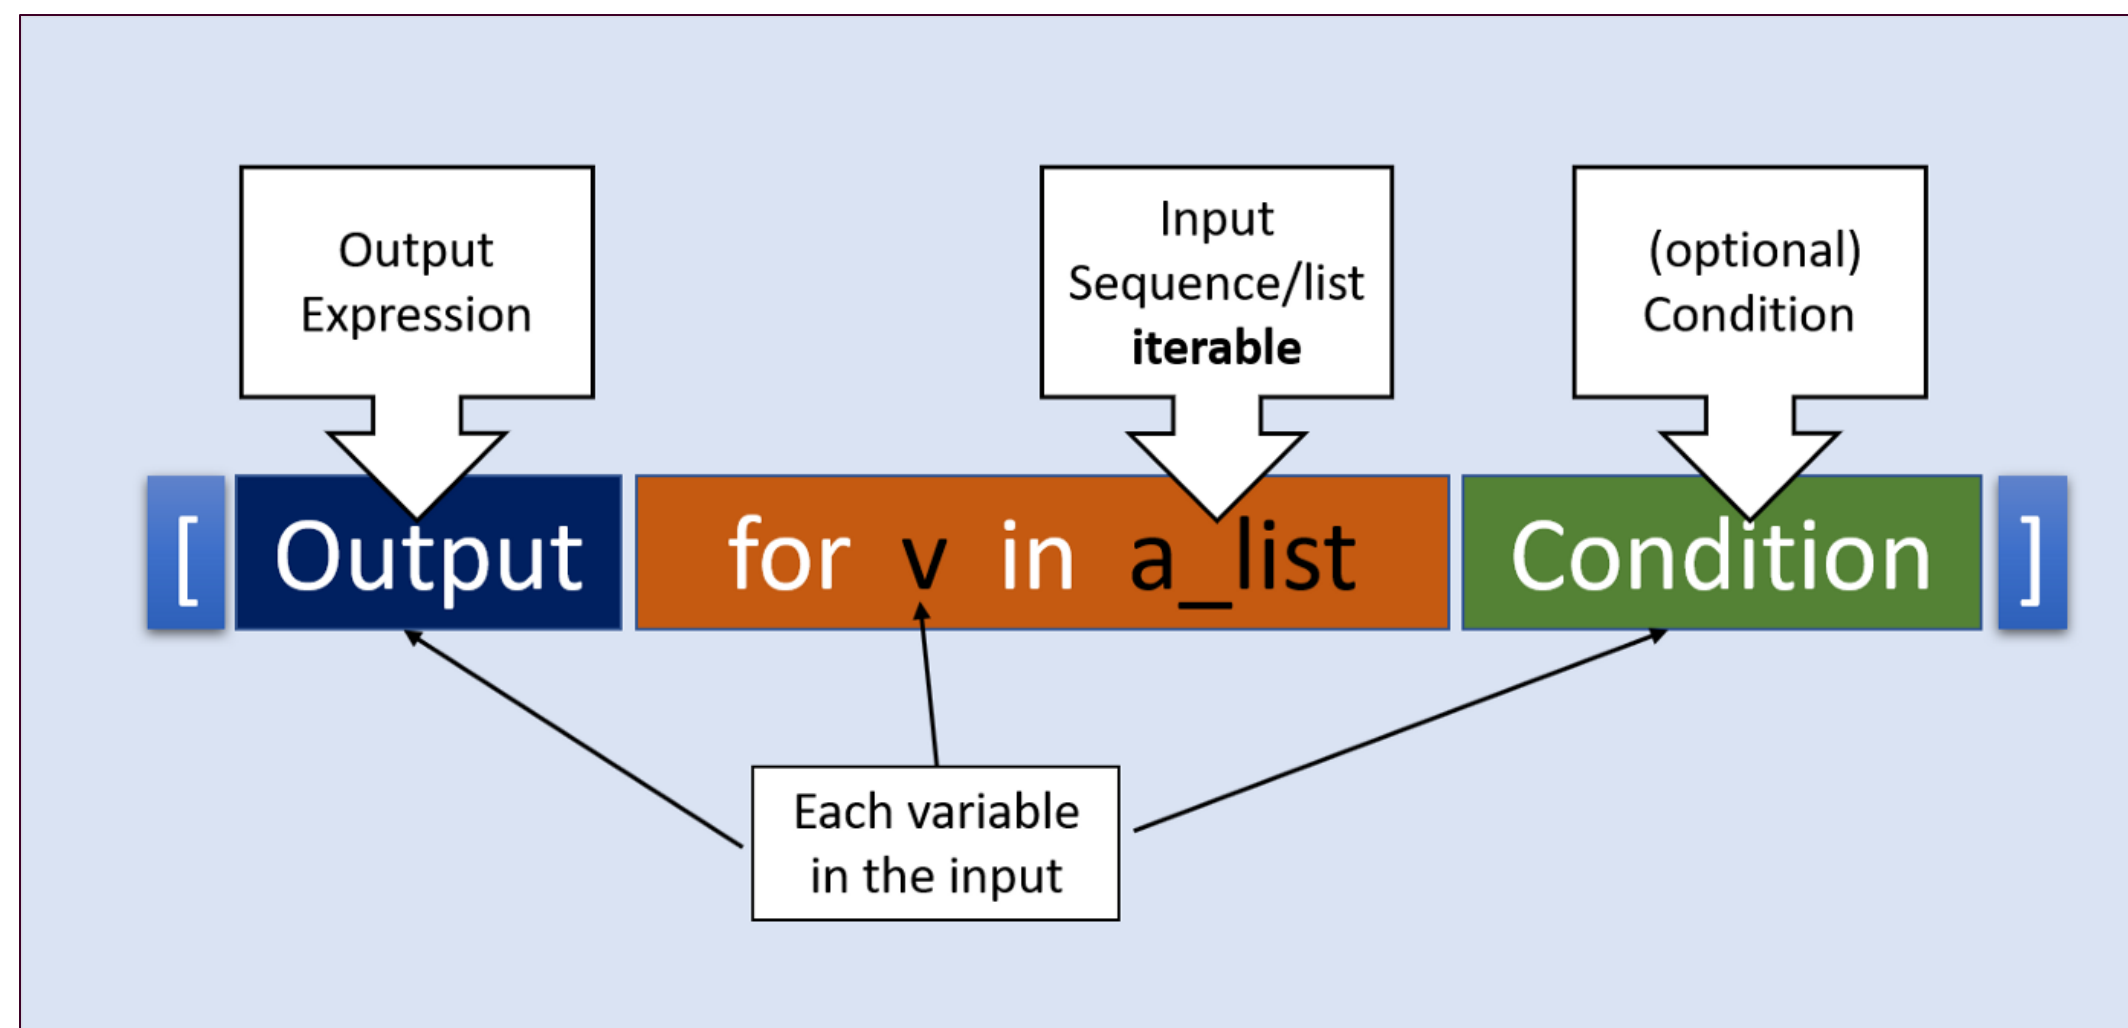 Output
Expression
Input
Sequence/list
iterable
(optional)
Condition
[ Output for v in a_list Condition ]
Each variable
in the input